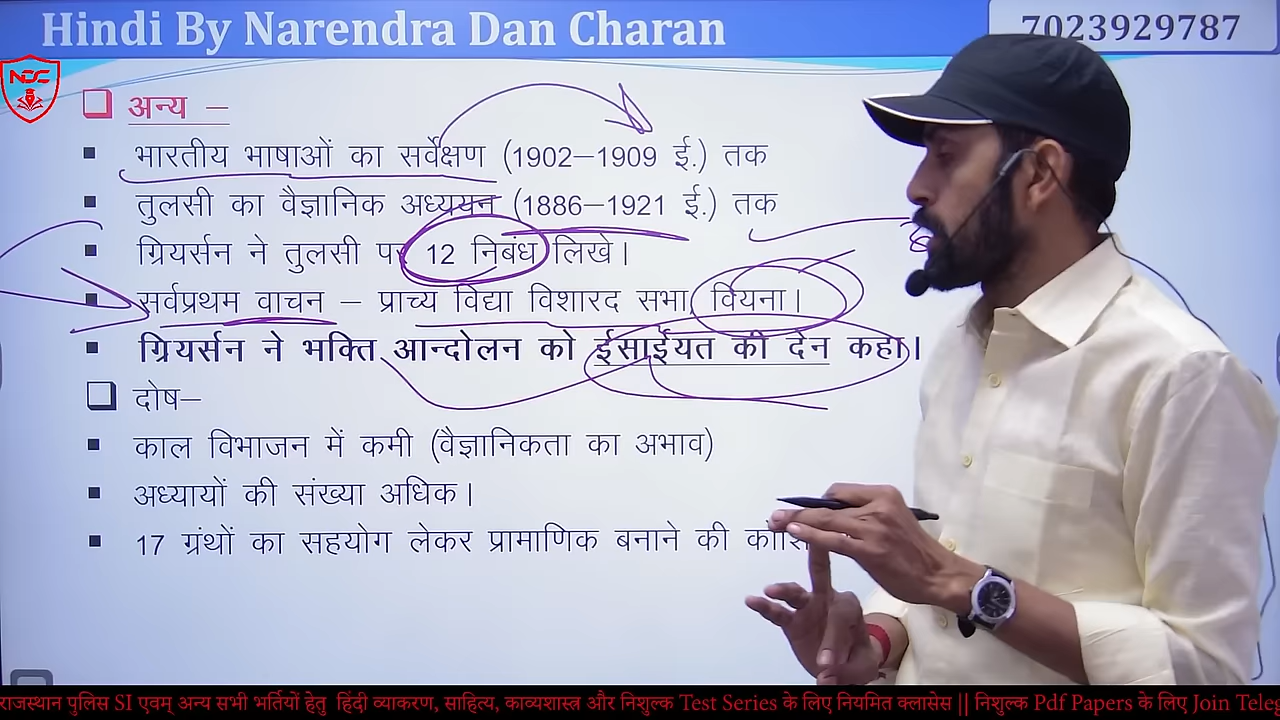 Hindi By Narendra Dan Charan
7023929787
NDC
❑ अन्य –
▪ भारतीय भाषाओं का सर्वेक्षण (1902–1909 ई.) तक
▪ तुलसी का वैज्ञानिक अध्ययन (1886–1921 ई.) तक
▪ ग्रियर्सन ने तुलसी पर 12 निबंध लिखे।
▪ सर्वप्रथम वाचन – प्राच्य विद्या विशारद सभा वियना।
▪ ग्रियर्सन ने भक्ति आन्दोलन को ईसाईयत की देन कहा।
❑ दोष–
▪ काल विभाजन में कमी (वैज्ञानिकता का अभाव)
▪ अध्यायों की संख्या अधिक।
▪ 17 ग्रंथों का सहयोग लेकर प्रामाणिक बनाने की
राजस्थान पुलिस SI एवम् अन्य सभी भर्तियों हेतु हिंदी व्याकरण, साहित्य, काव्यशास्त्र और निशुल्क Test Series के लिए नियमित क्लासेस || निशुल्क Pdf Papers के लिए Join